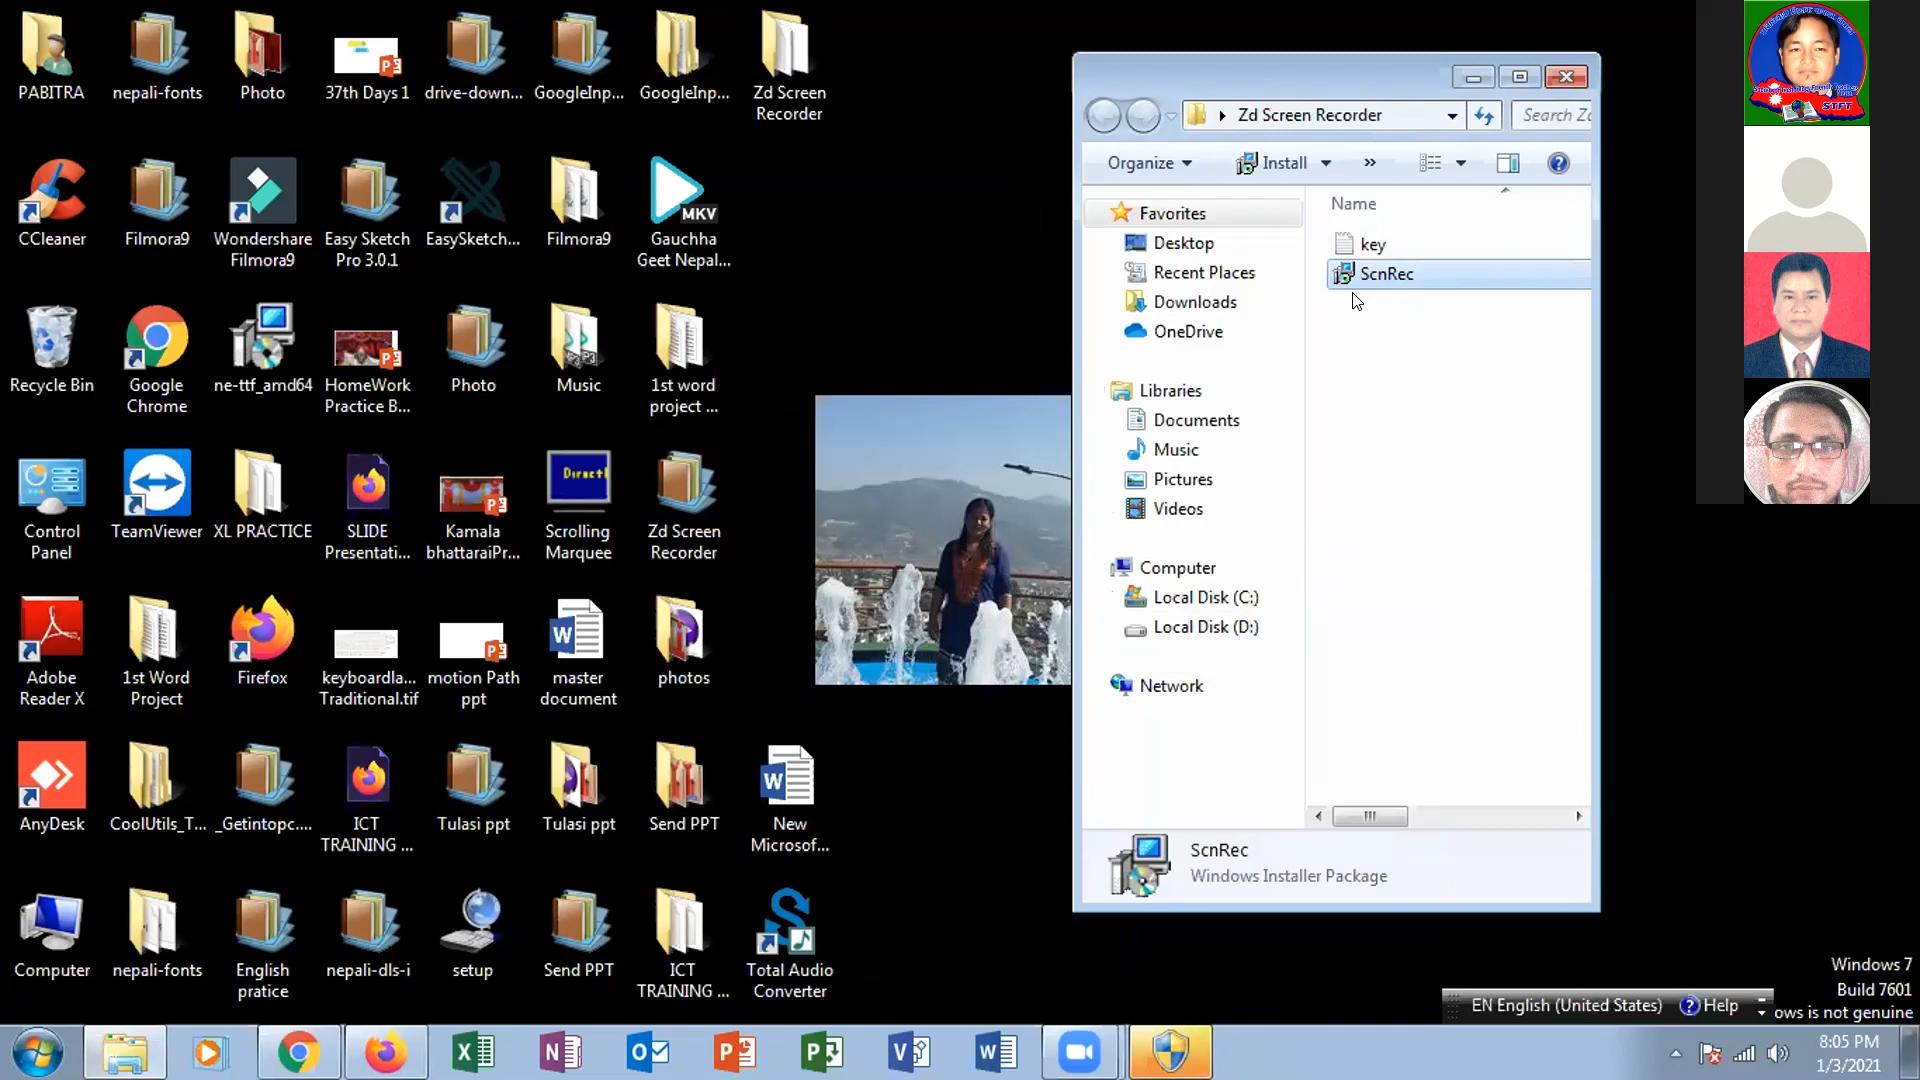 PABITRA
nepali-fonts
Photo
37th Days 1
drive-down...
GoogleInp...
GoogleInp...
Zd Screen
Recorder
CCleaner
Filmora9
Wondershare
Filmora9
Easy Sketch
Pro 3.0.1
EasySketch...
Filmora9
MKV
Gauchha
Geet Nepal...
Recycle Bin
Google
Chrome
ne-ttf_amd64
HomeWork
Practice B...
Photo
Music
1st word
project ...
Control
Panel
TeamViewer
XL PRACTICE
SLIDE
Presentati...
Kamala
bhattaraiPr...
Scrolling
Marquee
Zd Screen
Recorder
Adobe
Reader X
1st Word
Project
Firefox
keyboardla...
Traditional.tif
motion Path
ppt
master
document
photos
AnyDesk
CoolUtils_T...
_Getintopc....
ICT
TRAINING ...
Tulasi ppt
Tulasi ppt
Send PPT
New
Microsof...
Computer
nepali-fonts
English
pratice
nepali-dls-i
setup
Send PPT
ICT
TRAINING ...
Total Audio
Converter
Zd Screen Recorder
Search Zd
Organize
Install
»
Favorites
Desktop
Recent Places
Downloads
OneDrive
Libraries
Documents
Music
Pictures
Videos
Computer
Local Disk (C:)
Local Disk (D:)
Network
Name
key
ScnRec
ScnRec
Windows Installer Package
STFT
Windows 7
Build 7601
ows is not genuine
EN English (United States)
Help
8:05 PM
1/3/2021